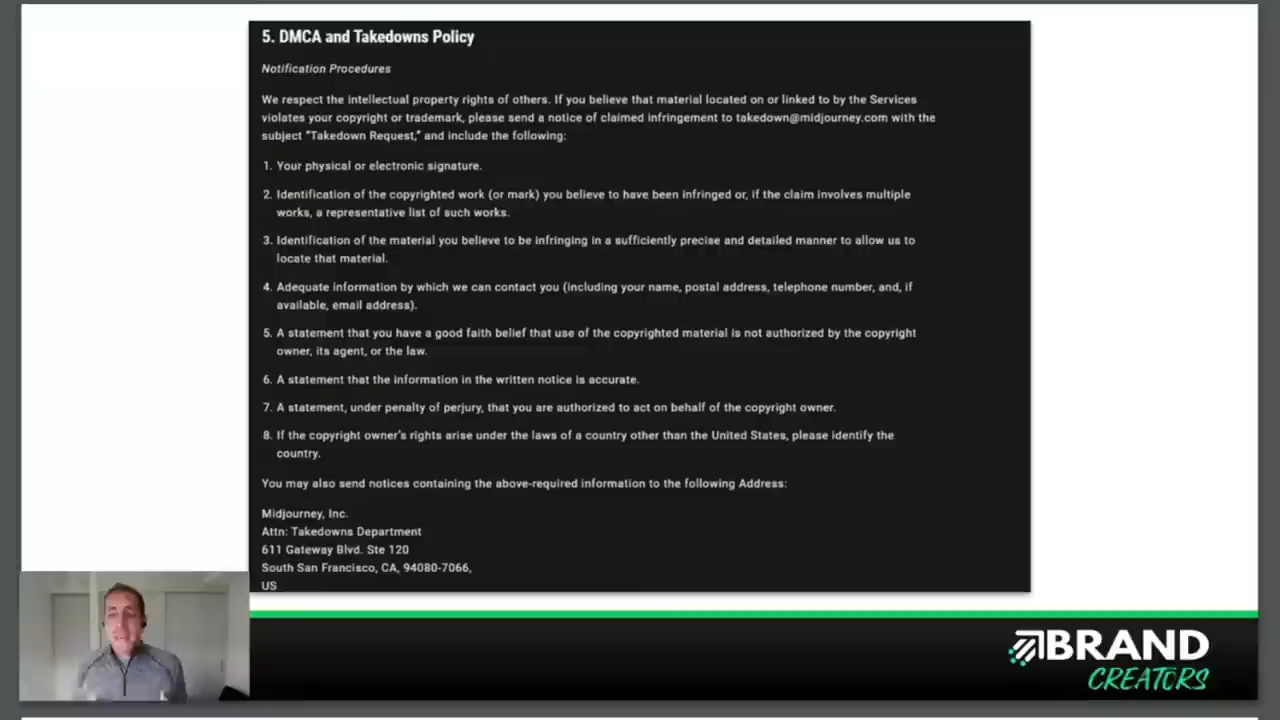 5. DMCA and Takedowns Policy
Notification Procedures
We respect the intellectual property rights of others. If you believe that material located on or linked to by the Services
violates your copyright or trademark, please send a notice of claimed infringement to takedown@midjourney.com with the
subject "Takedown Request," and include the following:
1. Your physical or electronic signature.
2. Identification of the copyrighted work (or mark) you believe to have been infringed or, if the claim involves multiple
works, a representative list of such works.
3. Identification of the material you believe to be infringing in a sufficiently precise and detailed manner to allow us to
locate that material.
4. Adequate information by which we can contact you (including your name, postal address, telephone number, and, if
available, email address).
5. A statement that you have a good faith belief that use of the copyrighted material is not authorized by the copyright
owner, its agent, or the law.
6. A statement that the information in the written notice is accurate.
7. A statement, under penalty of perjury, that you are authorized to act on behalf of the copyright owner.
8. If the copyright owner's rights arise under the laws of a country other than the United States, please identify the
country.
You may also send notices containing the above-required information to the following Address:
Midjourney, Inc.
Attn: Takedowns Department
611 Gateway Blvd. Ste 120
South San Francisco, CA, 94080-7066,
US
BRAND
CREATORS